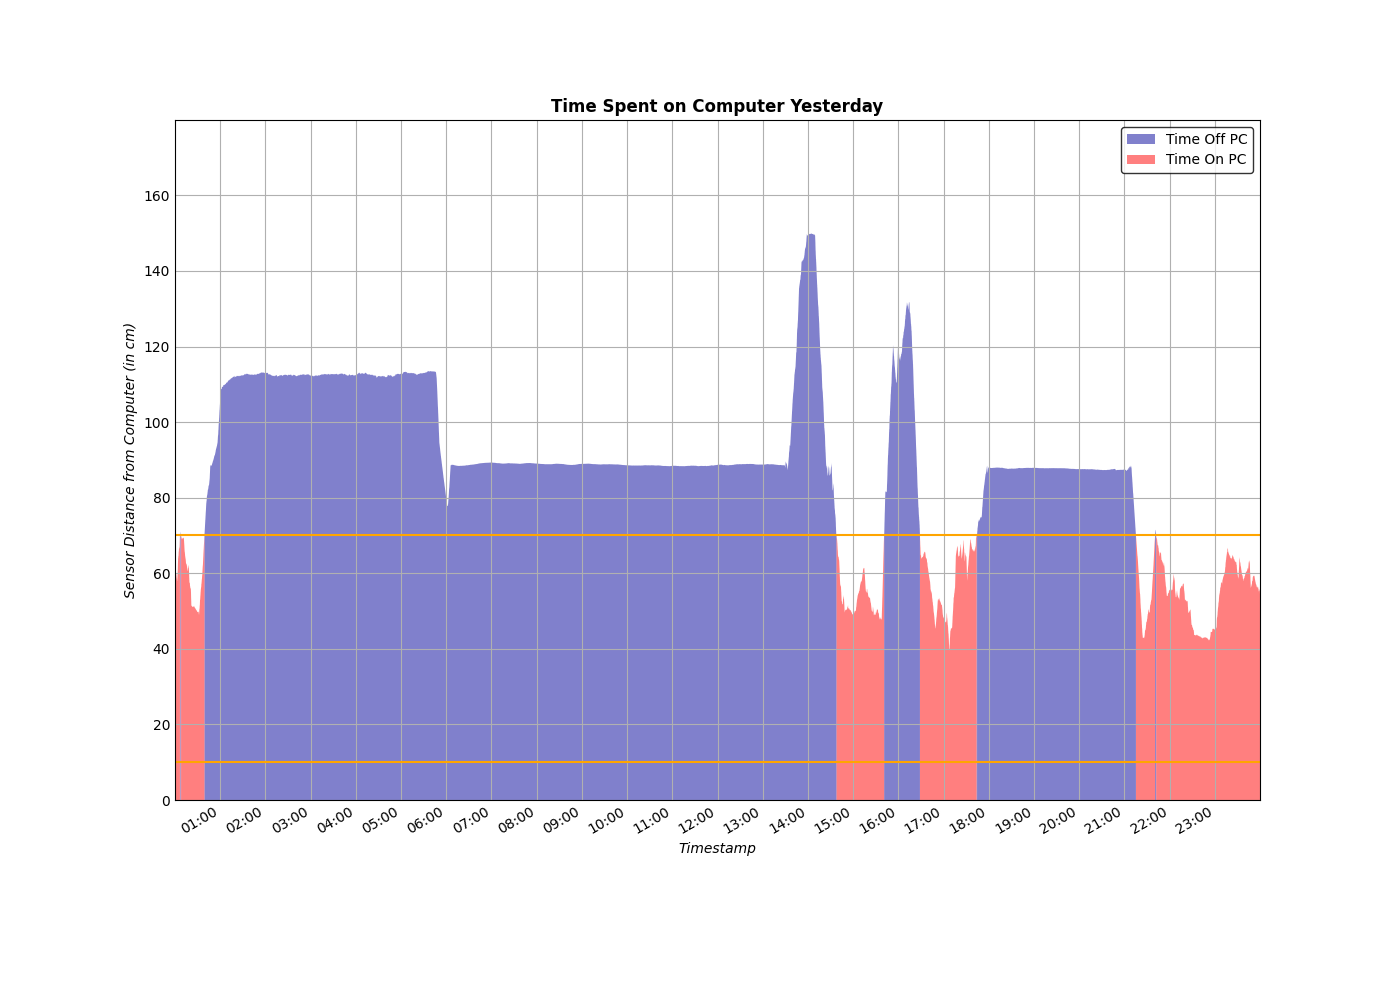 Time Spent on Computer Yesterday
Time Off PC
Time On PC
Sensor Distance from Computer (in cm)
160
140
120
100
80
60
40
20
0
01:00 02:00 03:00 04:00 05:00 06:00 07:00 08:00 09:00 10:00 11:00 12:00 13:00 14:00 15:00 16:00 17:00 18:00 19:00 20:00 21:00 22:00 23:00
Timestamp